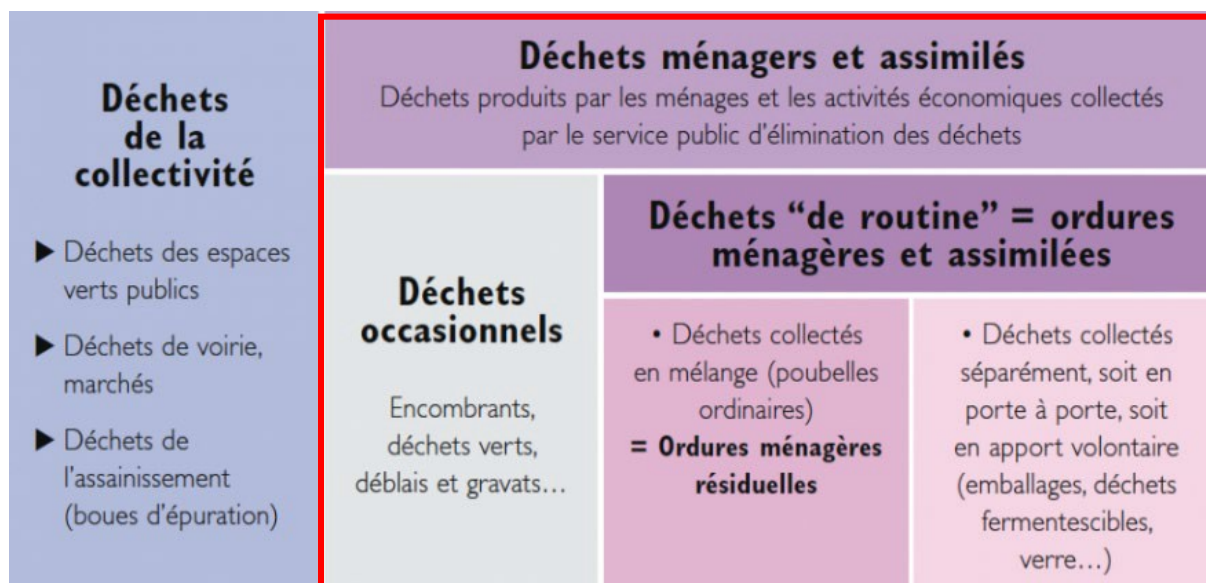 Déchets
de la
collectivité
▶ Déchets des espaces
verts publics
▶ Déchets de voirie,
marchés
▶ Déchets de
l'assainissement
(boues d'épuration)
Déchets ménagers et assimilés
Déchets produits par les ménages et les activités économiques collectés
par le service public d'élimination des déchets
Déchets
occasionnels
Encombrants,
déchets verts,
déblais et gravats…
Déchets “de routine” = ordures
ménagères et assimilées
• Déchets collectés
en mélange (poubelles
ordinaires)
= Ordures ménagères
résiduelles
• Déchets collectés
séparément, soit en
porte à porte, soit
en apport volontaire
(emballages, déchets
fermentescibles,
verre…)